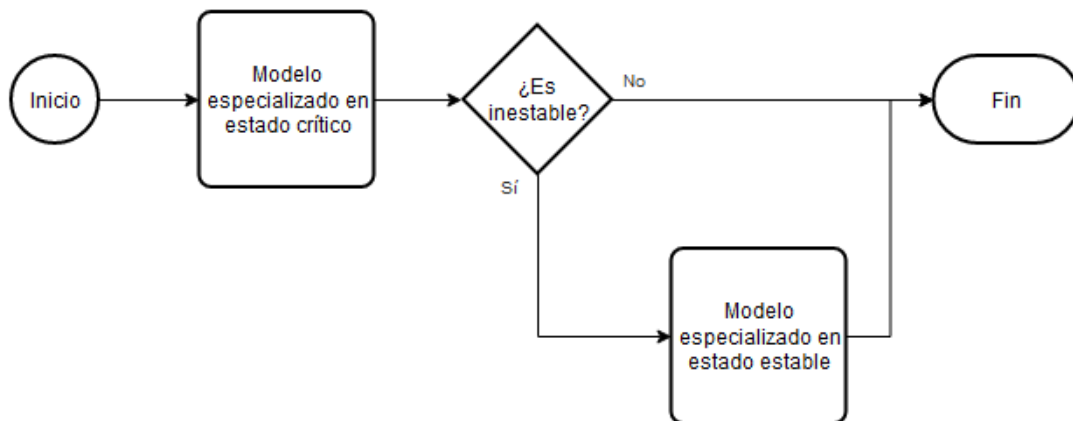 Inicio
Modelo
especializado en
estado crítico
¿Es
inestable?
No
Fin
Sí
Modelo
especializado en
estado estable